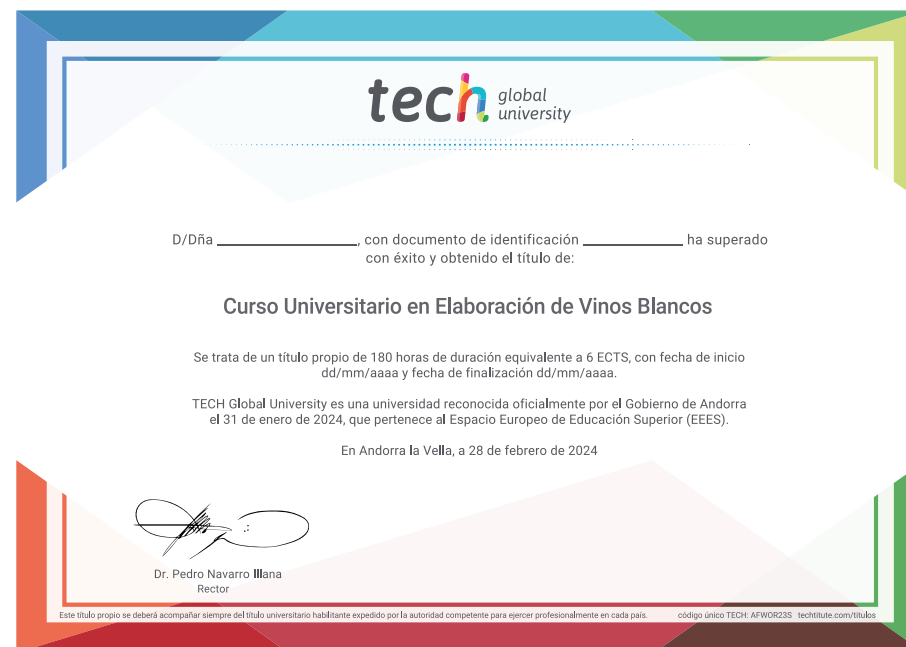 tech global university
D/Dña ____________________, con documento de identificación ______________ ha superado
con éxito y obtenido el título de:
Curso Universitario en Elaboración de Vinos Blancos
Se trata de un título propio de 180 horas de duración equivalente a 6 ECTS, con fecha de inicio
dd/mm/aaaa y fecha de finalización dd/mm/aaaa.
TECH Global University es una universidad reconocida oficialmente por el Gobierno de Andorra
el 31 de enero de 2024, que pertenece al Espacio Europeo de Educación Superior (EEES).
En Andorra la Vella, a 28 de febrero de 2024
Dr. Pedro Navarro Illana
Rector
Este título propio se deberá acompañar siempre del título universitario habilitante expedido por la autoridad competente para ejercer profesionalmente en cada país. código único TECH: AFWOR23S techtitute.com/titulos